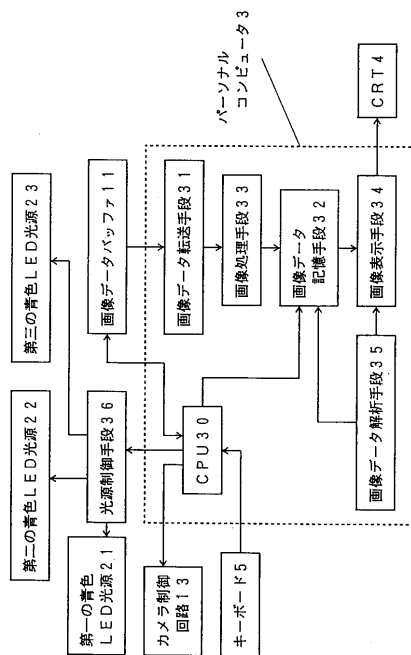 第一の青色
LED光源21
第二の青色LED光源22
第三の青色LED光源23
光源制御手段36
カメラ制御
回路13
画像データバッファ11
パーソナル
コンピュータ3
CPU30
画像データ転送手段31
画像処理手段33
キーボード5
画像データ
記憶手段32
画像データ解析手段35
画像表示手段34
CRT4